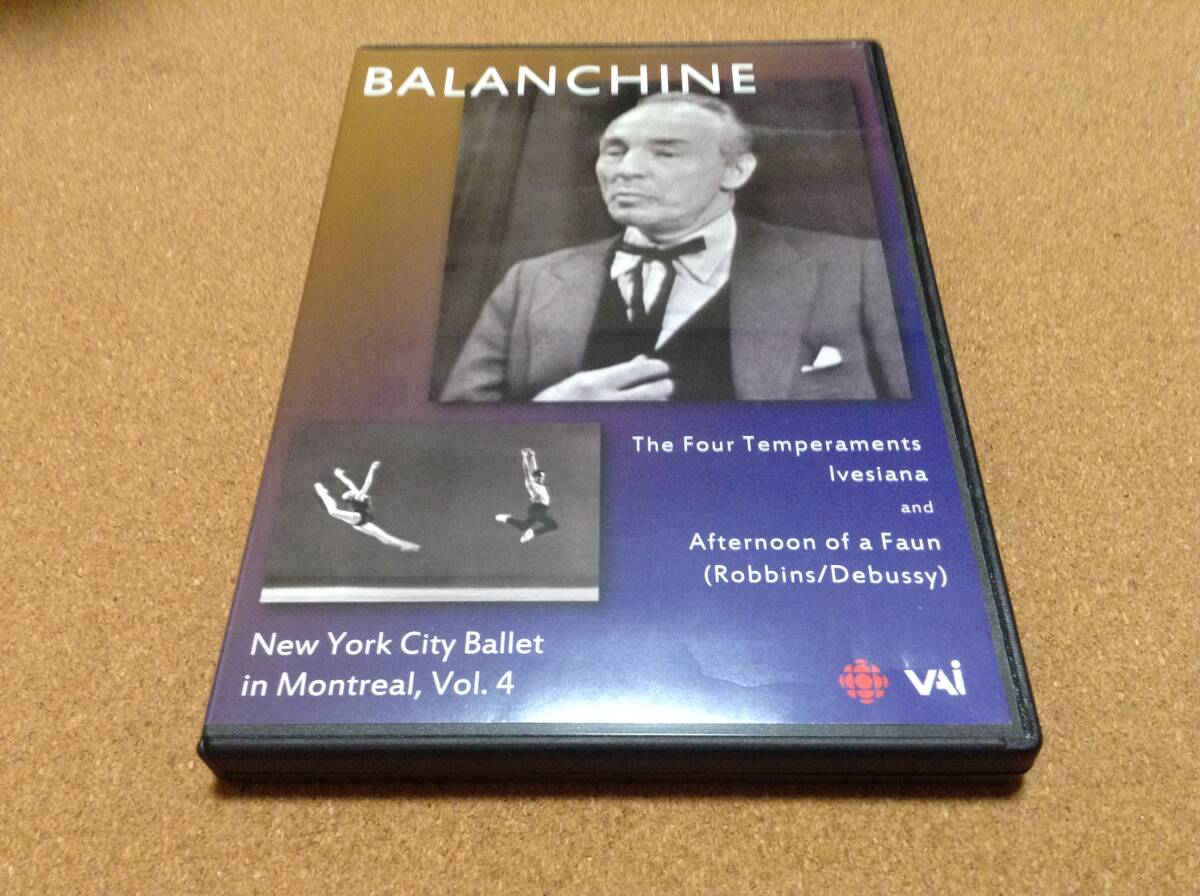 BALANCHINE
The Four Temperaments
Ivesiana
and
Afternoon of a Faun
(Robbins/Debussy)
New York City Ballet
in Montreal, Vol. 4
VAI